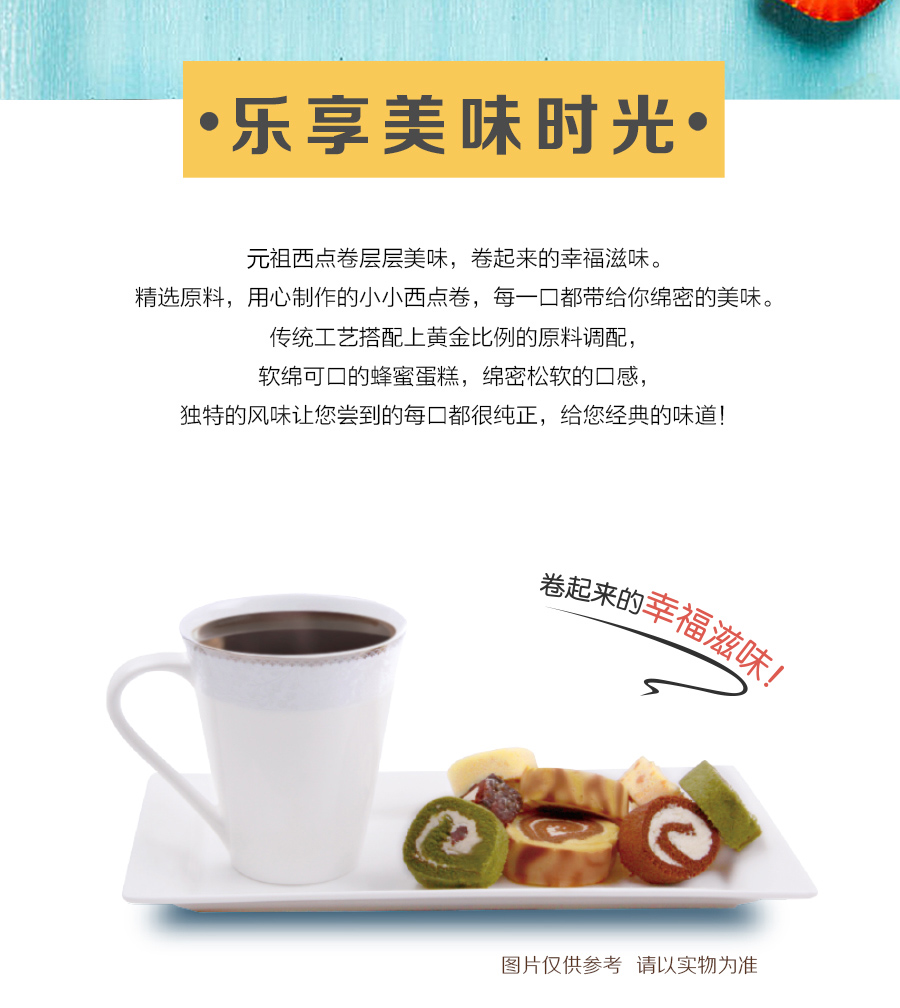 •乐享美味时光•
元祖西点卷层层美味，卷起来的幸福滋味。
精选原料，用心制作的小小西点卷，每一口都带给你绵密的美味。
传统工艺搭配上黄金比例的原料调配，
软绵可口的蜂蜜蛋糕，绵密松软的口感，
独特的风味让您尝到的每口都很纯正，给您经典的味道！
卷起来的幸福滋味！
图片仅供参考 请以实物为准